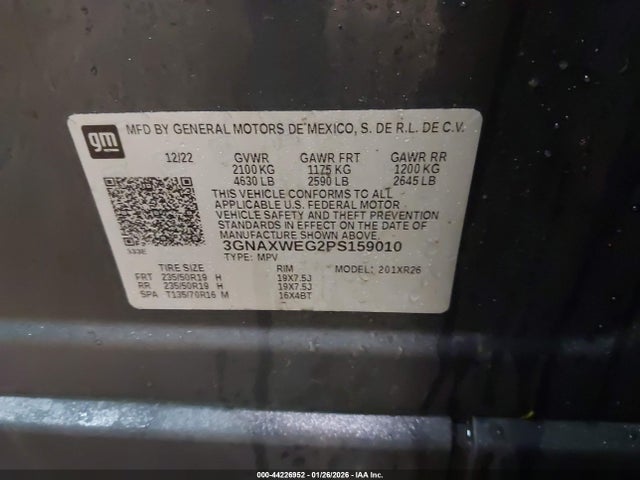 gm
MFD BY GENERAL MOTORS DE MEXICO, S. DE R.L. DE C.V.
12/22 GVWR GAWR FRT GAWR RR
2100 KG 1175 KG 1200 KG
4630 LB 2590 LB 2645 LB
THIS VEHICLE CONFORMS TO ALL
APPLICABLE U.S. FEDERAL MOTOR
VEHICLE SAFETY AND THEFT PREVENTION
STANDARDS IN EFFECT ON THE DATE OF
MANUFACTURE SHOWN ABOVE.
333E 3GNAXWEG2PS159010
TYPE: MPV
TIRE SIZE RIM MODEL: 201XR26
FRT 235/50R19 H 19X7.5J
RR 235/50R19 H 19X7.5J
SPA T135/70R16 M 16X4BT
000-44226952 - 01/26/2026 - IAA Inc.